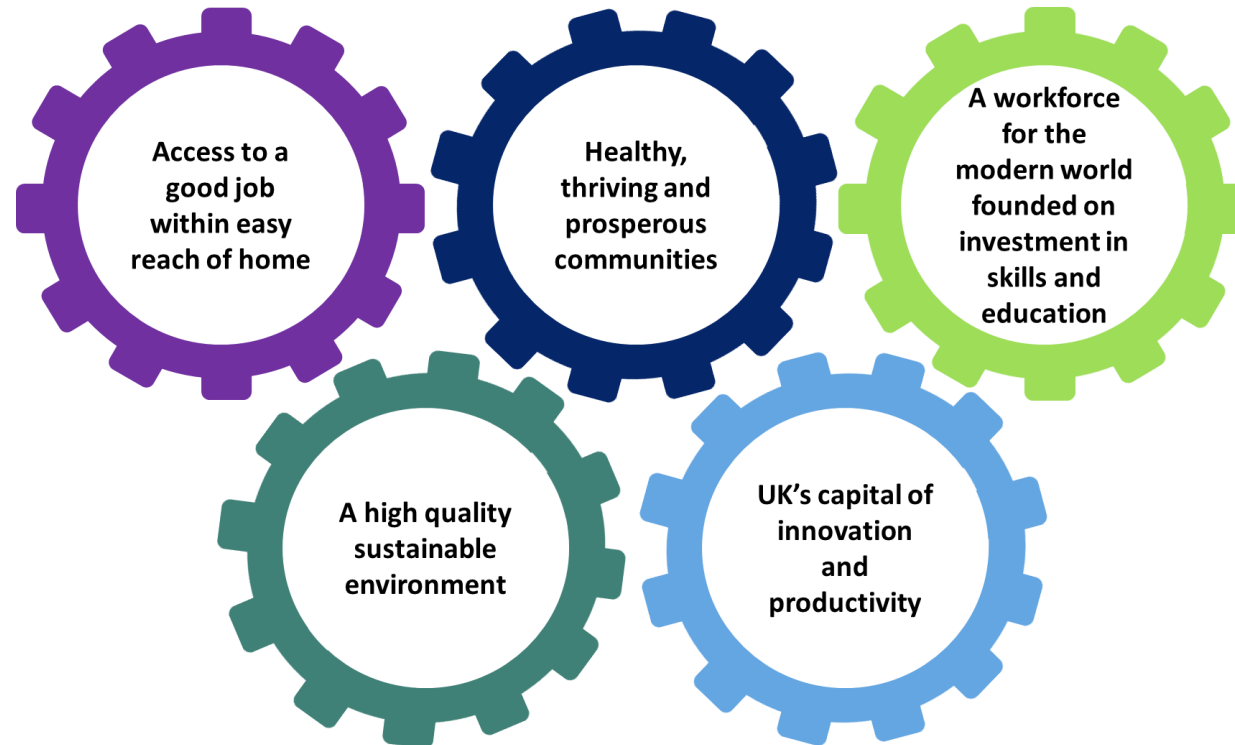 Access to a
good job
within easy
reach of home
Healthy,
thriving and
prosperous
communities
A workforce
for the
modern world
founded on
investment in
skills and
education
A high quality
sustainable
environment
UK’s capital of
innovation
and
productivity